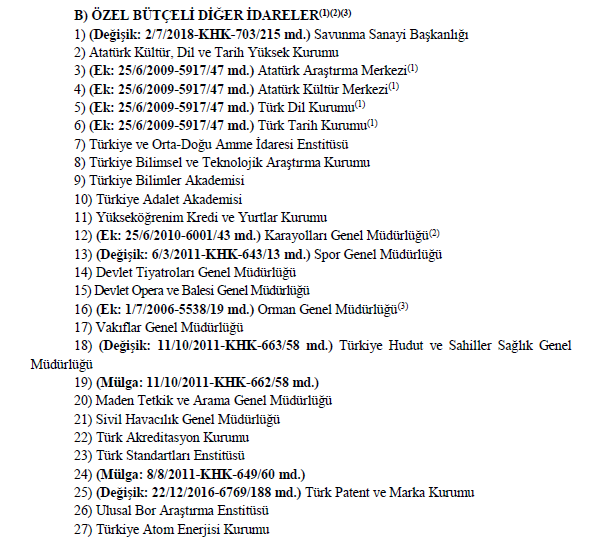 B) ÖZEL BÜTÇELİ DİĞER İDARELER(1)(2)(3)
1) (Değişik: 2/7/2018-KHK-703/215 md.) Savunma Sanayi Başkanlığı
2) Atatürk Kültür, Dil ve Tarih Yüksek Kurumu
3) (Ek: 25/6/2009-5917/47 md.) Atatürk Araştırma Merkezi(1)
4) (Ek: 25/6/2009-5917/47 md.) Atatürk Kültür Merkezi(1)
5) (Ek: 25/6/2009-5917/47 md.) Türk Dil Kurumu(1)
6) (Ek: 25/6/2009-5917/47 md.) Türk Tarih Kurumu(1)
7) Türkiye ve Orta-Doğu Amme İdaresi Enstitüsü
8) Türkiye Bilimsel ve Teknolojik Araştırma Kurumu
9) Türkiye Bilimler Akademisi
10) Türkiye Adalet Akademisi
11) Yükseköğrenim Kredi ve Yurtlar Kurumu
12) (Ek: 25/6/2010-6001/43 md.) Karayolları Genel Müdürlüğü(2)
13) (Değişik: 6/3/2011-KHK-643/13 md.) Spor Genel Müdürlüğü
14) Devlet Tiyatroları Genel Müdürlüğü
15) Devlet Opera ve Balesi Genel Müdürlüğü
16) (Ek: 1/7/2006-5538/19 md.) Orman Genel Müdürlüğü(3)
17) Vakıflar Genel Müdürlüğü
18) (Değişik: 11/10/2011-KHK-663/58 md.) Türkiye Hudut ve Sahiller Sağlık Genel
Müdürlüğü
19) (Mülga: 11/10/2011-KHK-662/58 md.)
20) Maden Tetkik ve Arama Genel Müdürlüğü
21) Sivil Havacılık Genel Müdürlüğü
22) Türk Akreditasyon Kurumu
23) Türk Standartları Enstitüsü
24) (Mülga: 8/8/2011-KHK-649/60 md.)
25) (Değişik: 22/12/2016-6769/188 md.) Türk Patent ve Marka Kurumu
26) Ulusal Bor Araştırma Enstitüsü
27) Türkiye Atom Enerjisi Kurumu